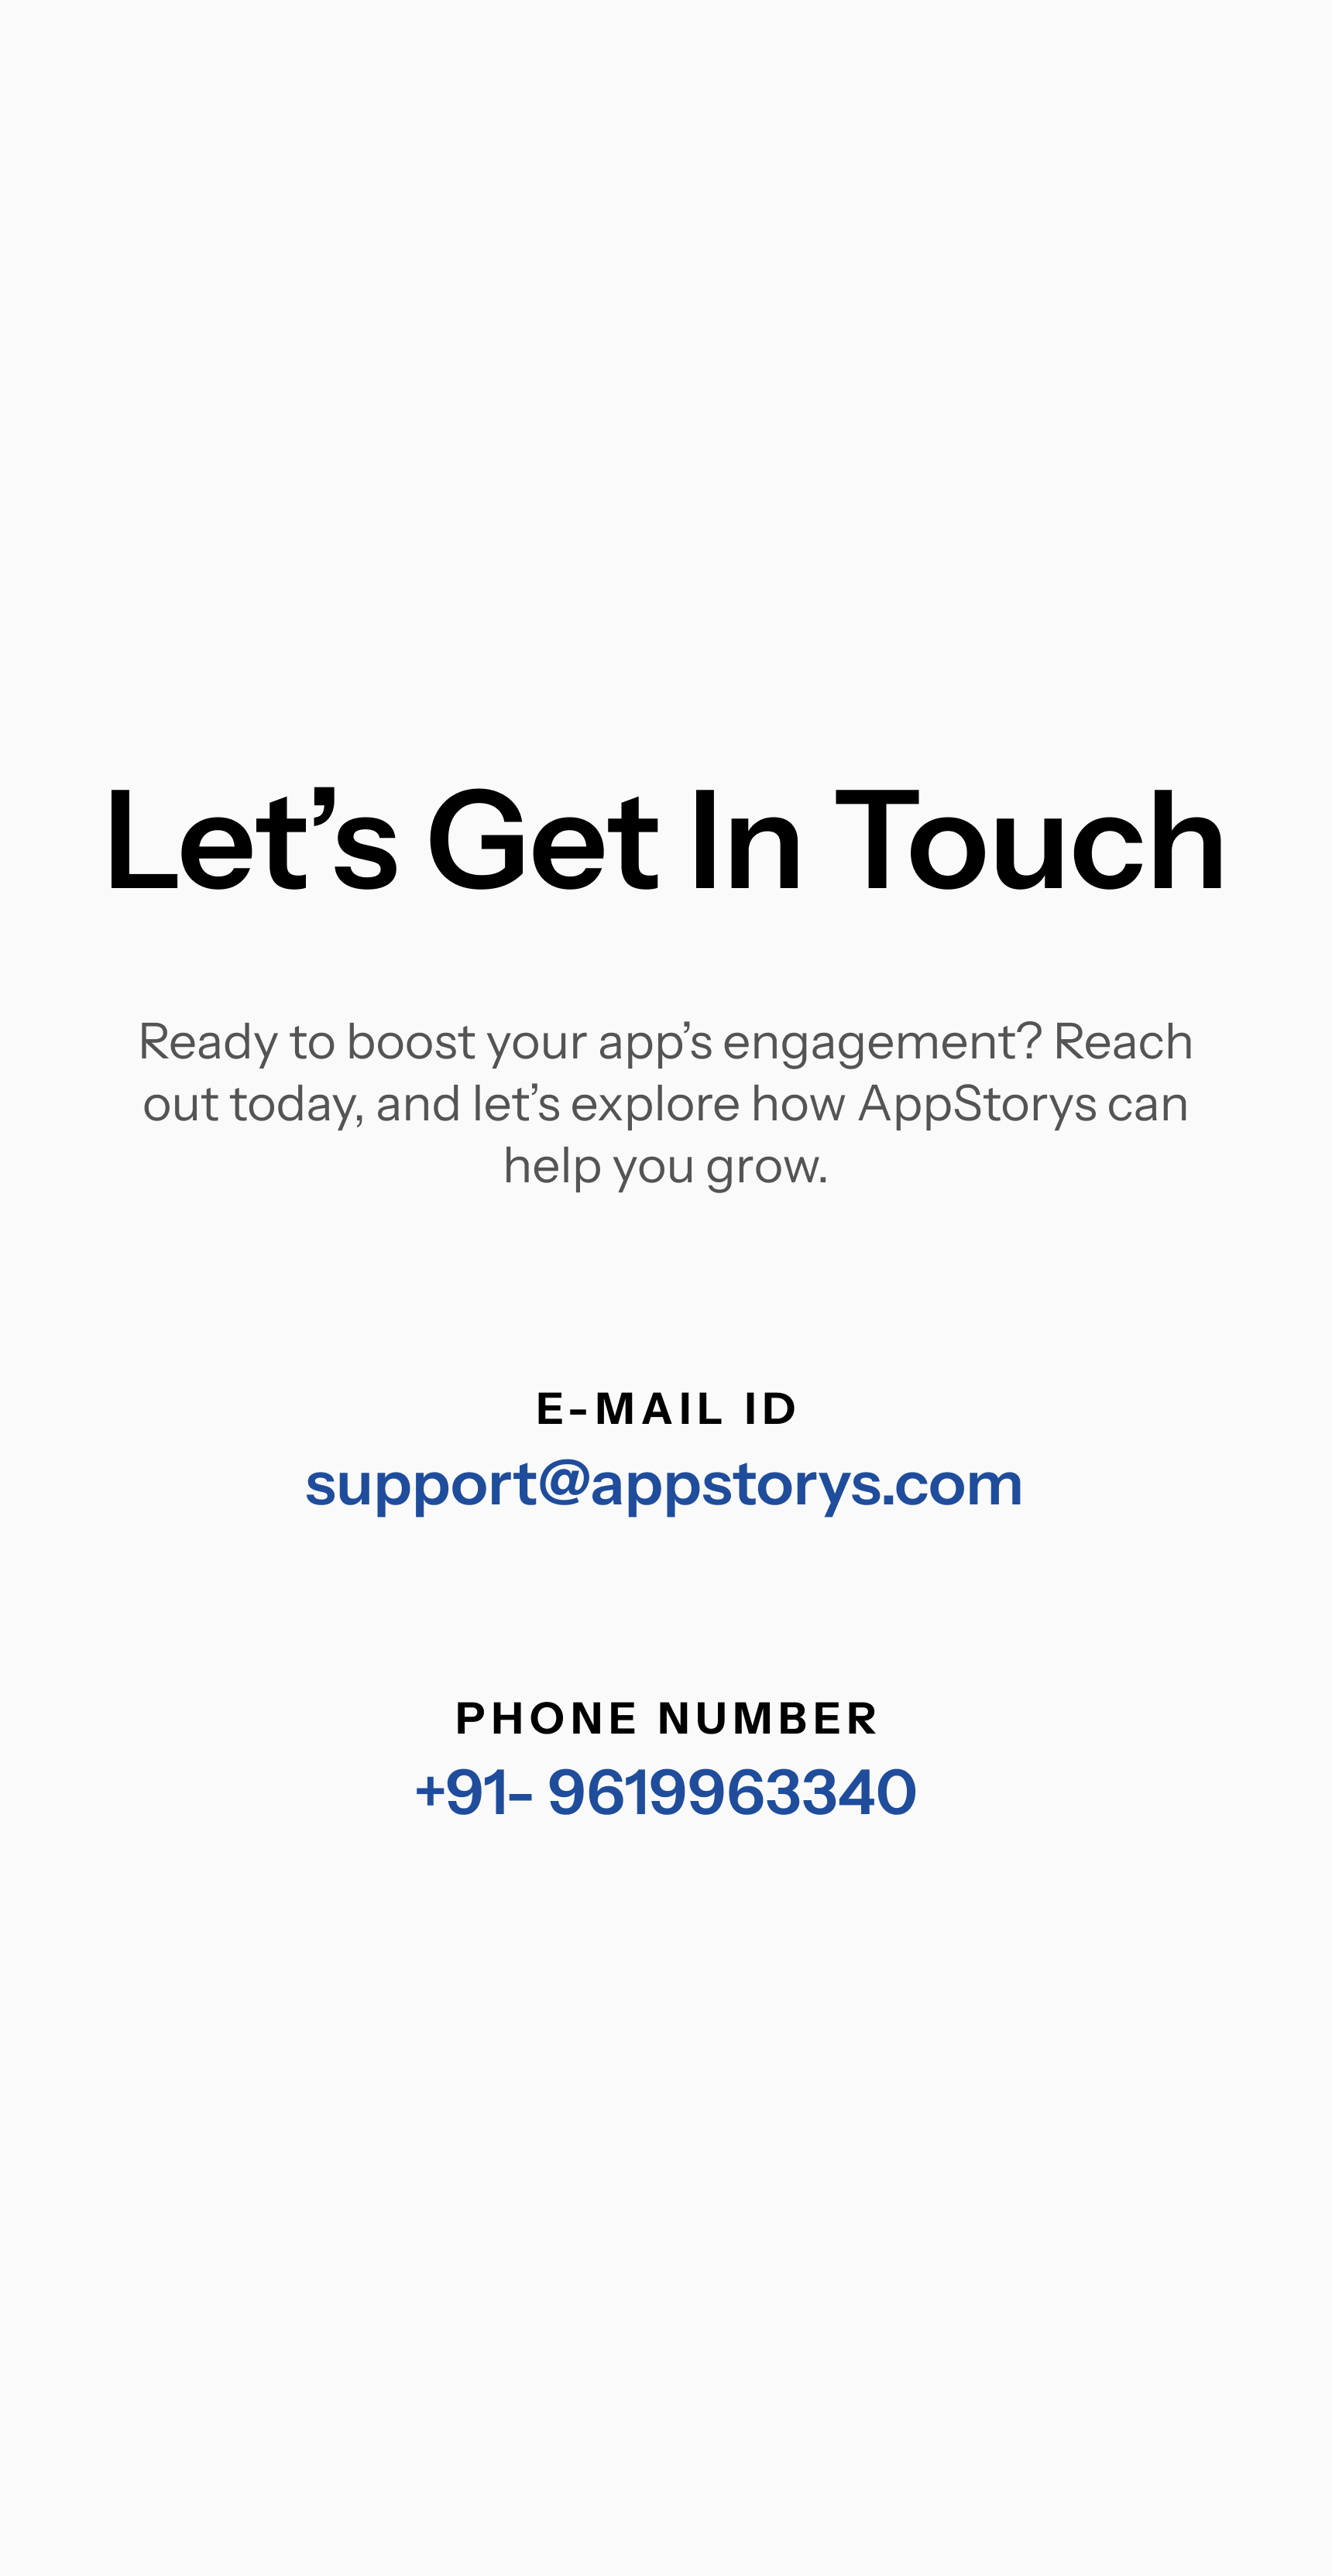 Let’s Get In Touch
Ready to boost your app’s engagement? Reach
out today, and let’s explore how AppStorys can
help you grow.
E-MAIL ID
support@appstorys.com
PHONE NUMBER
+91- 9619963340